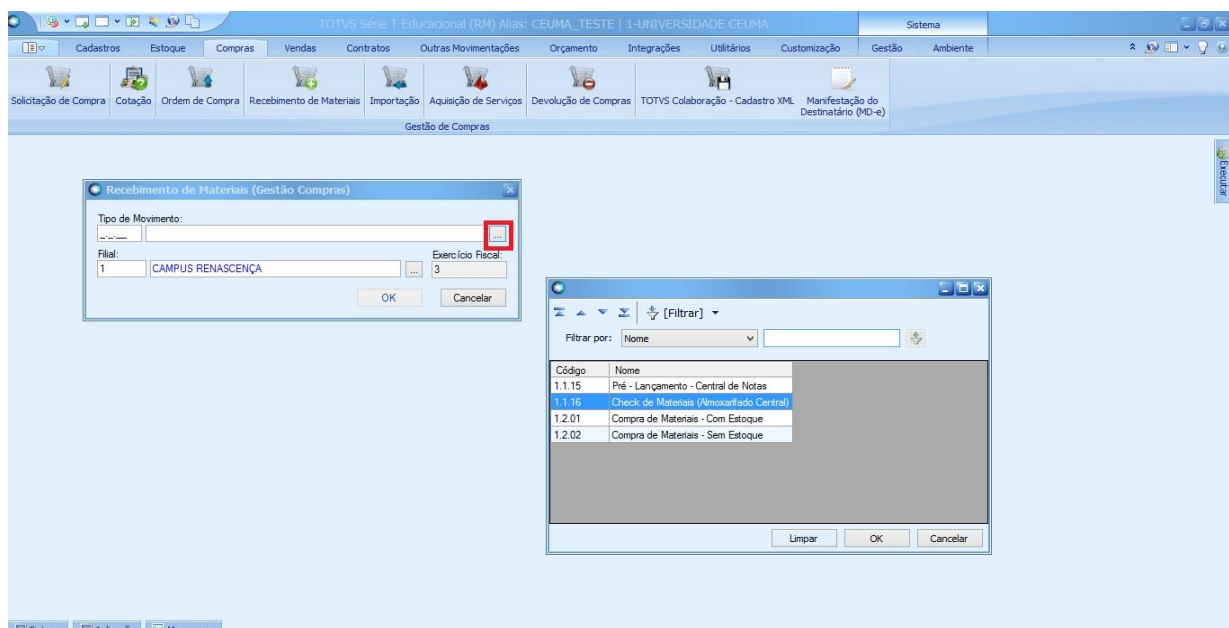 TOTVS Série T Educacional (RM) Alias: CEUMA_TESTE | 1-UNIVERSIDADE CEUMA
Sistema
Cadastros Estoque Compras Vendas Contratos Outras Movimentações Orçamento Integrações Utilitários Customização Gestão Ambiente
Solicitação de Compra Cotação Ordem de Compra Recebimento de Materiais Importação Aquisição de Serviços Devolução de Compras TOTVS Colaboração - Cadastro XML Manifestação do
Destinatário (MD-e)
Gestão de Compras
Executar
Recebimento de Materiais (Gestão Compras)
Tipo de Movimento:
_._.__ ...
Filial: Exercício Fiscal:
1 CAMPUS RENASCENÇA ... 3
OK Cancelar
[Filtrar]
Filtrar por: Nome
Código Nome
1.1.15 Pré - Lançamento - Central de Notas
1.1.16 Check de Materiais (Almoxarifado Central)
1.2.01 Compra de Materiais - Com Estoque
1.2.02 Compra de Materiais - Sem Estoque
Limpar OK Cancelar